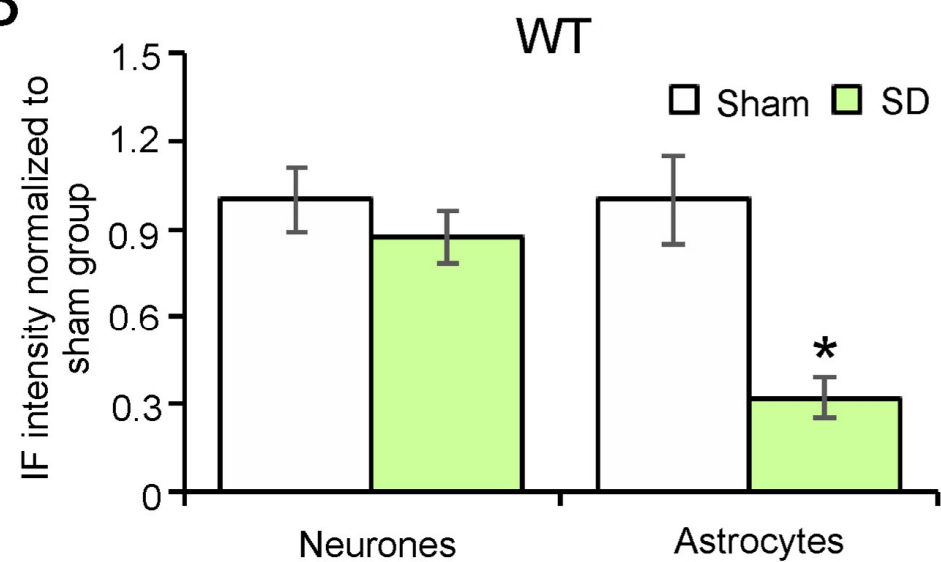 WT
1.5
Sham SD
1.2
0.9
0.6
0.3
0
IF intensity normalized to
sham group
*
Neurones Astrocytes